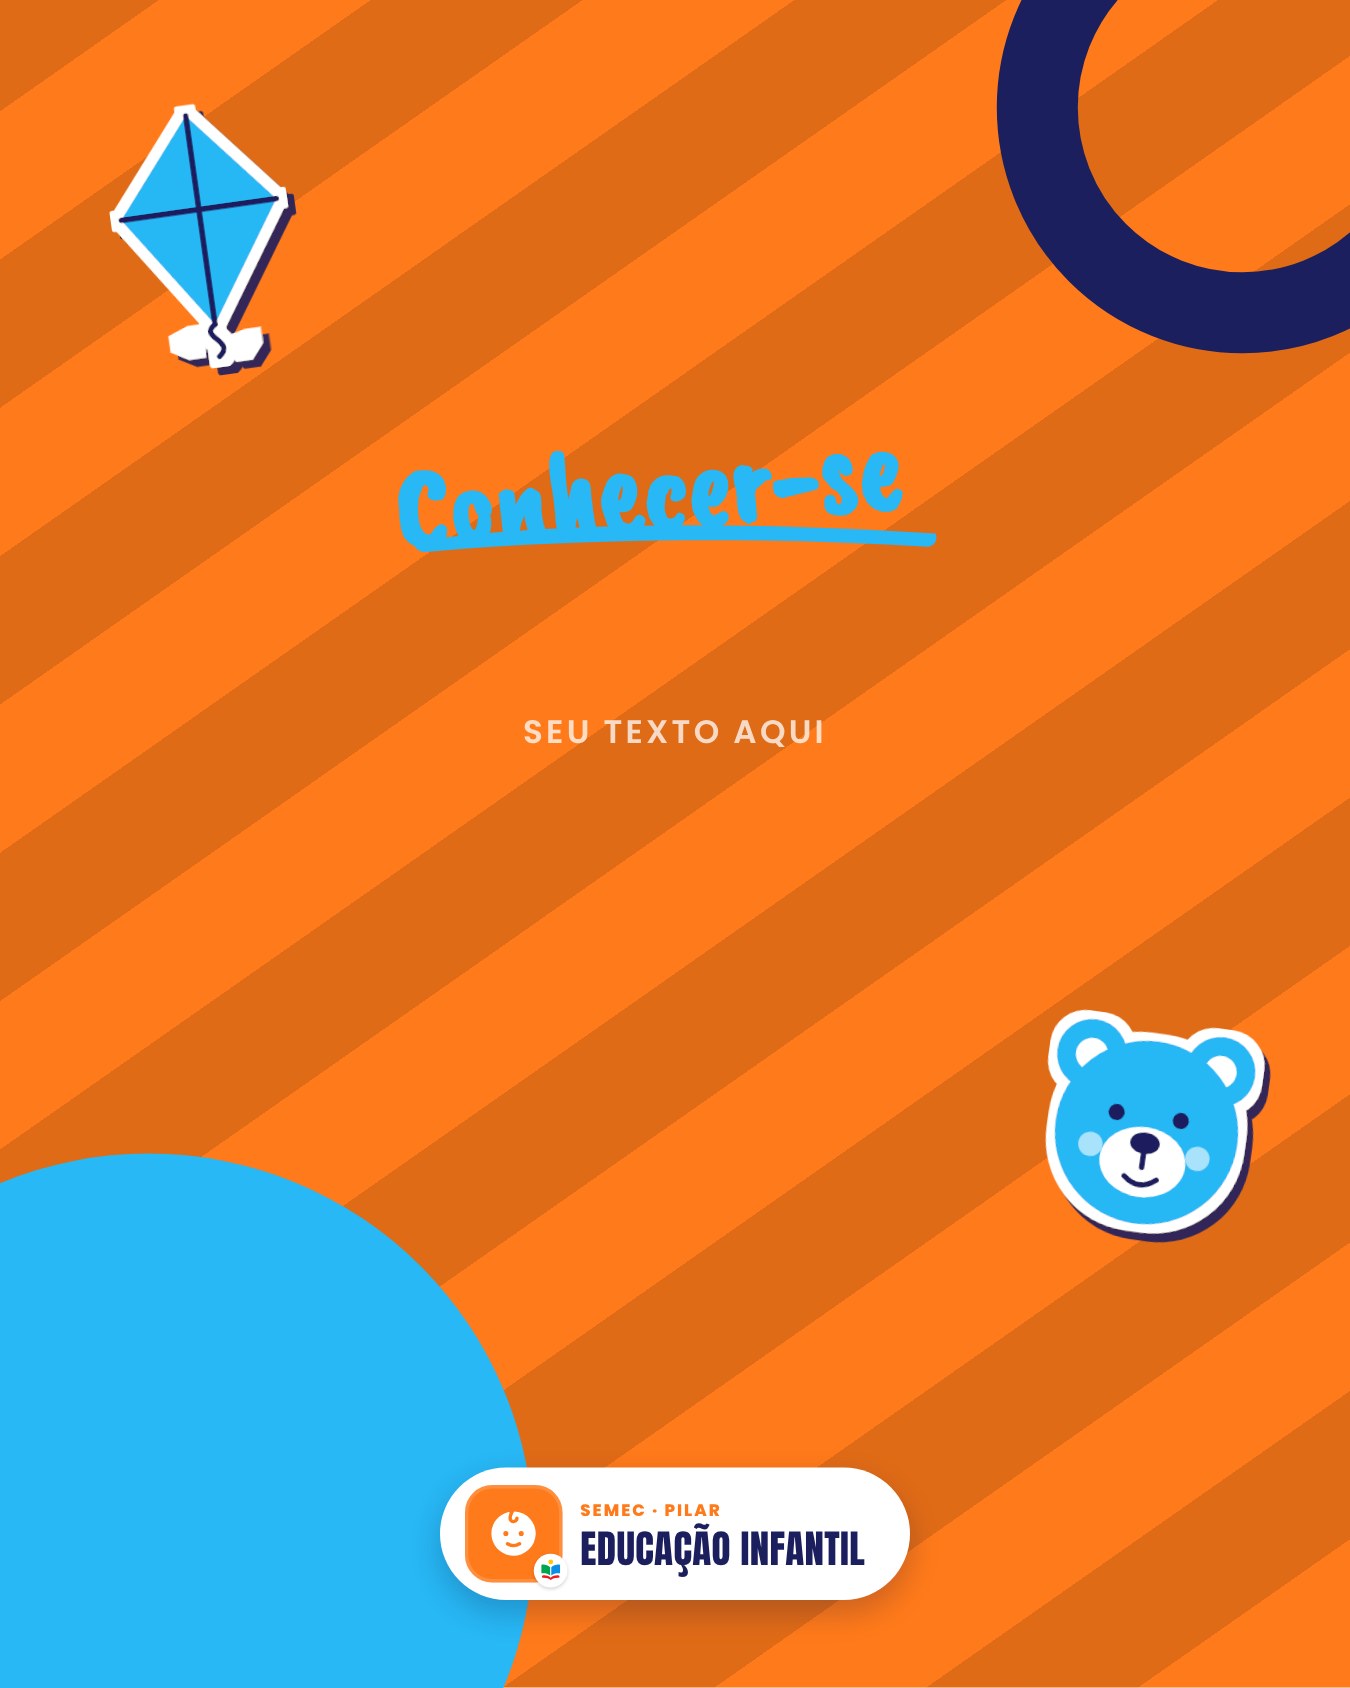 Conhecer-se
SEU TEXTO AQUI
SEMEC · PILAR
EDUCAÇÃO INFANTIL